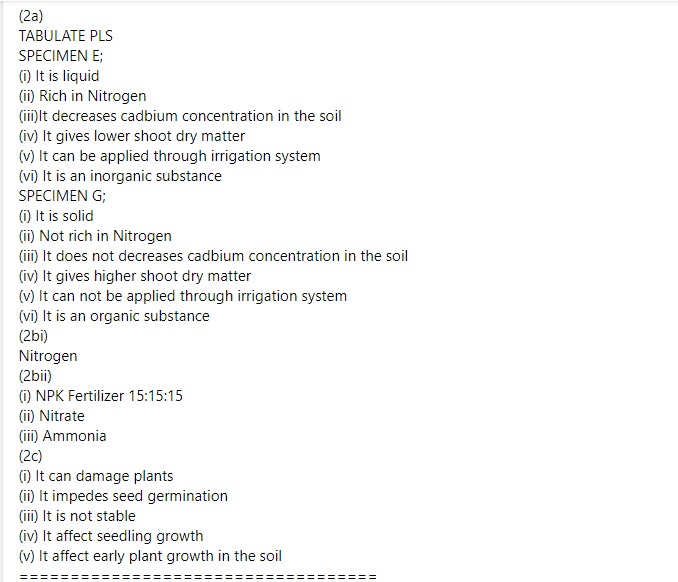 (2a)
TABULATE PLS
SPECIMEN E;
(i) It is liquid
(ii) Rich in Nitrogen
(iii)It decreases cadbium concentration in the soil
(iv) It gives lower shoot dry matter
(v) It can be applied through irrigation system
(vi) It is an inorganic substance
SPECIMEN G;
(i) It is solid
(ii) Not rich in Nitrogen
(iii) It does not decreases cadbium concentration in the soil
(iv) It gives higher shoot dry matter
(v) It can not be applied through irrigation system
(vi) It is an organic substance
(2bi)
Nitrogen
(2bii)
(i) NPK Fertilizer 15:15:15
(ii) Nitrate
(iii) Ammonia
(2c)
(i) It can damage plants
(ii) It impedes seed germination
(iii) It is not stable
(iv) It affect seedling growth
(v) It affect early plant growth in the soil
===================================